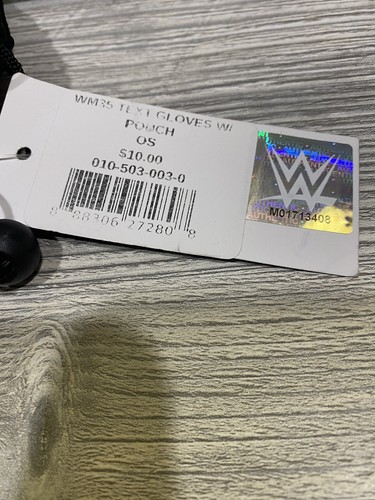 WM35 TEXT GLOVES W/
POUCH
OS
$10.00
010-503-003-0
8 88306 27280 8
W
M01713408